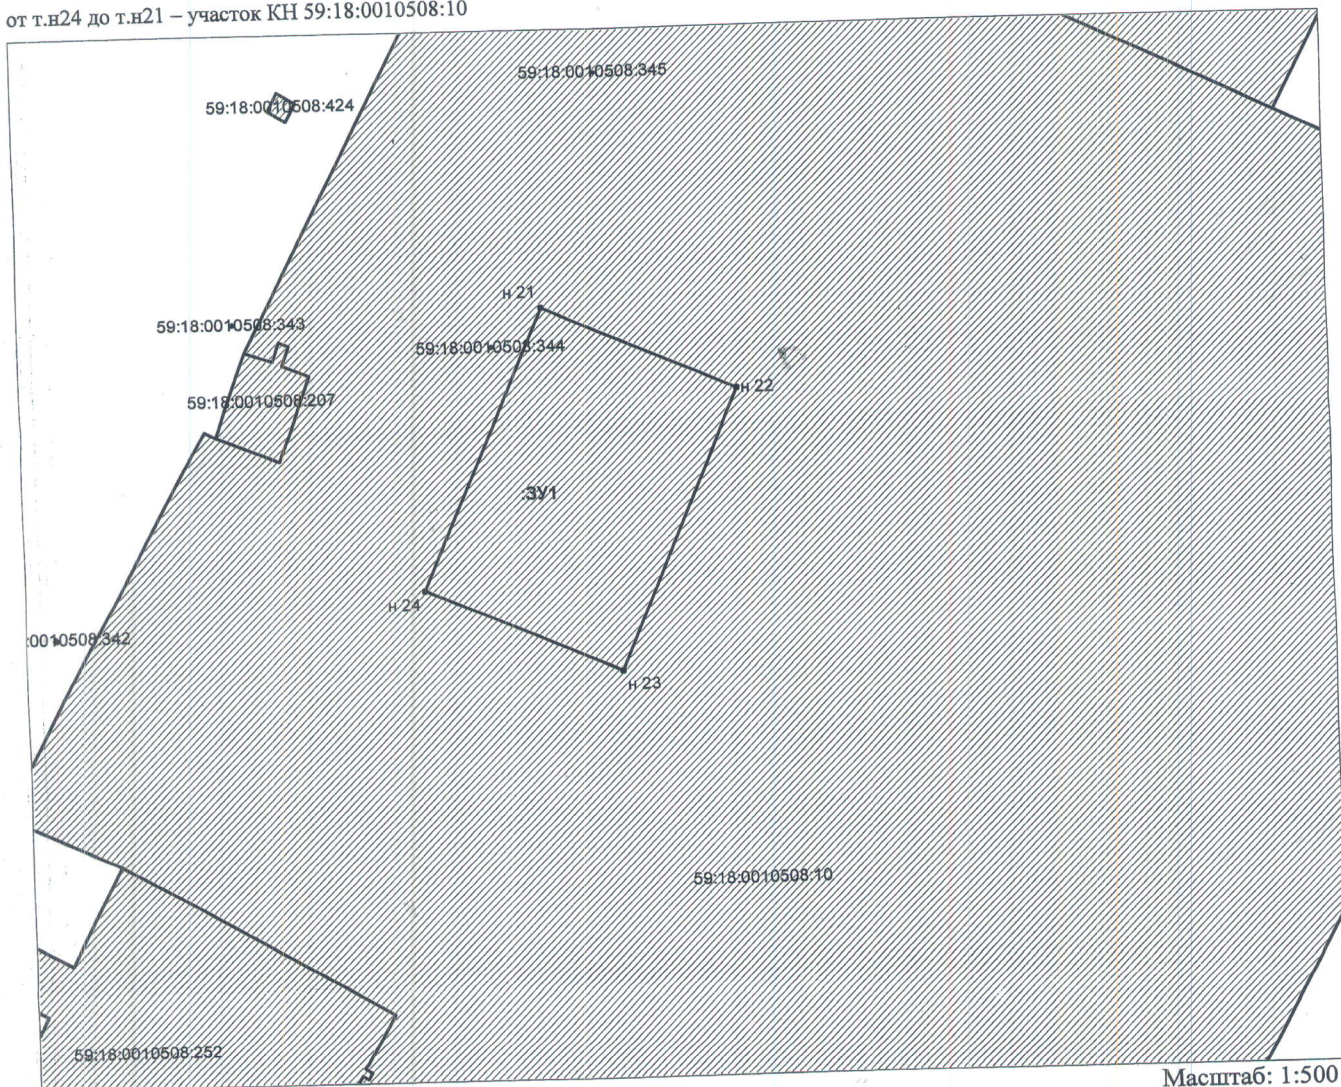 от т.н24 до т.н21 – участок КН 59:18:0010508:10
59:18:0010508:345
59:18:0010508:424
н 21
59:18:0010508:343
59:18:0010508:344
н 22
59:18:0010508:207
:ЗУ1
н 24
:0010508:342
н 23
59:18:0010508:10
59:18:0010508:252
Масштаб: 1:500